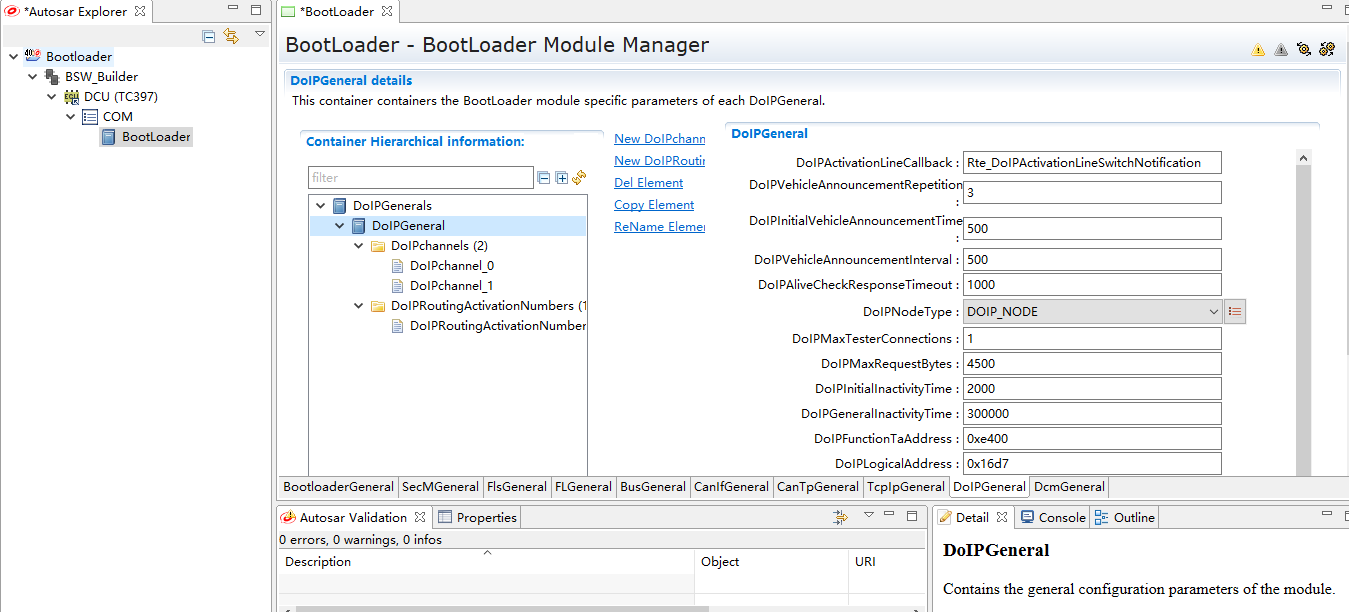 *Autosar Explorer
Bootloader
BSW_Builder
DCU (TC397)
COM
BootLoader
*BootLoader
BootLoader - BootLoader Module Manager
DoIPGeneral details
This container containers the BootLoader module specific parameters of each DoIPGeneral.
Container Hierarchical information:
filter
DoIPGenerals
DoIPGeneral
DoIPchannels (2)
DoIPchannel_0
DoIPchannel_1
DoIPRoutingActivationNumbers (1
DoIPRoutingActivationNumber
New DoIPchann
New DoIPRoutin
Del Element
Copy Element
ReName Elemen
DoIPGeneral
DoIPActivationLineCallback : Rte_DoIPActivationLineSwitchNotification
DoIPVehicleAnnouncementRepetition : 3
DoIPInitialVehicleAnnouncementTime : 500
DoIPVehicleAnnouncementInterval : 500
DoIPAliveCheckResponseTimeout : 1000
DoIPNodeType : DOIP_NODE
DoIPMaxTesterConnections : 1
DoIPMaxRequestBytes : 4500
DoIPInitialInactivityTime : 2000
DoIPGeneralInactivityTime : 300000
DoIPFunctionTaAddress : 0xe400
DoIPLogicalAddress : 0x16d7
BootloaderGeneral SecMGeneral FlsGeneral FLGeneral BusGeneral CanIfGeneral CanTpGeneral TcpIpGeneral DoIPGeneral DcmGeneral
Autosar Validation Properties
0 errors, 0 warnings, 0 infos
Description Object URI
Detail Console Outline
DoIPGeneral
Contains the general configuration parameters of the module.